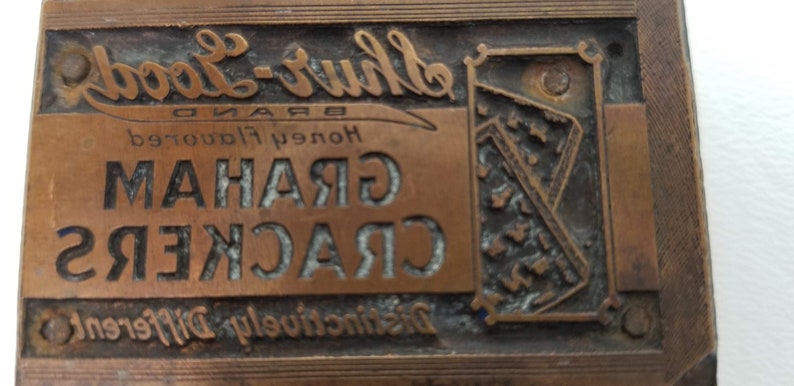 Shur-Good
BRAND
Honey Flavored
GRAHAM
CRACKERS
Distinctively Different